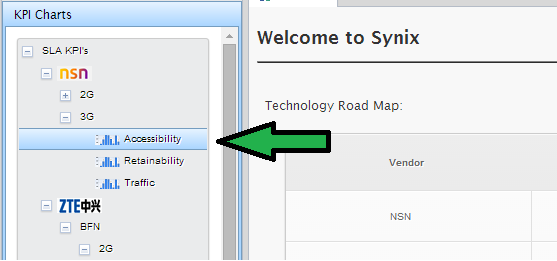 KPI Charts
SLA KPI's
nsn
2G
3G
Accessibility
Retainability
Traffic
ZTE中兴
BFN
2G
Welcome to Synix
Technology Road Map:
Vendor
NSN